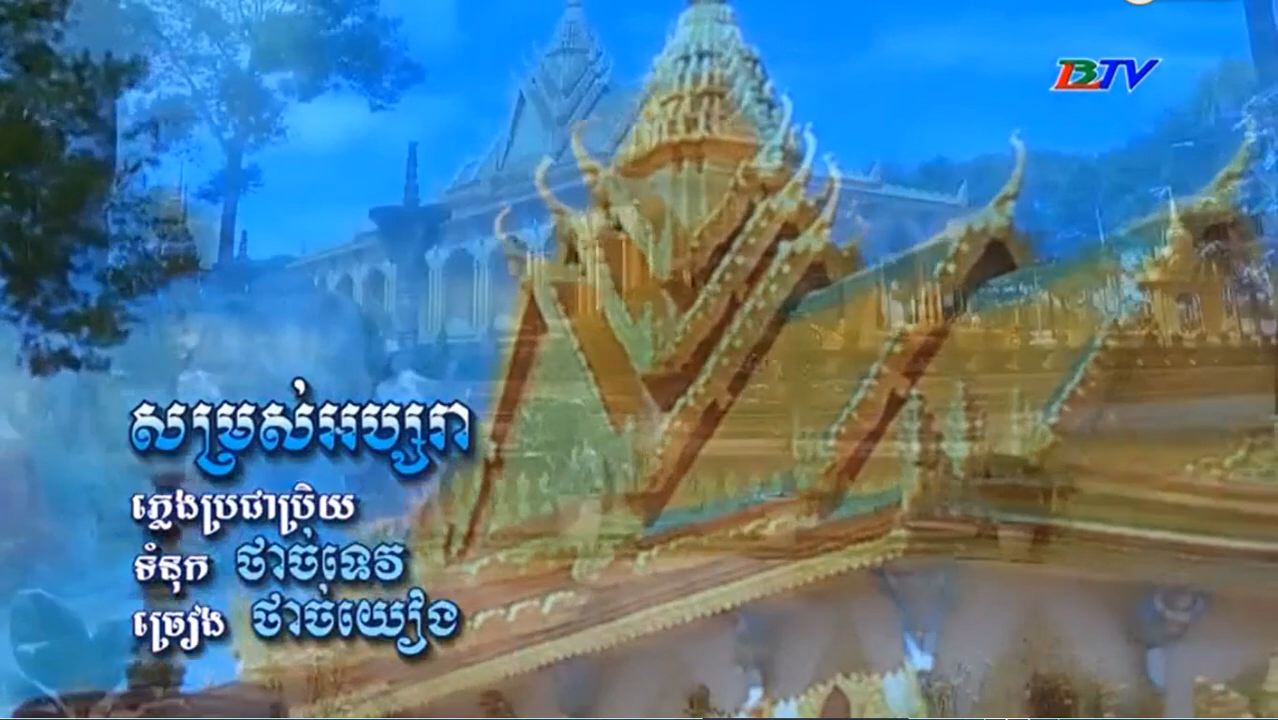 BLTV
សម្រស់អប្សរា
ភ្លេងប្រជាប្រិយ
ទំនុក ថាច់ទេវ
ច្រៀង ថាច់យឿង